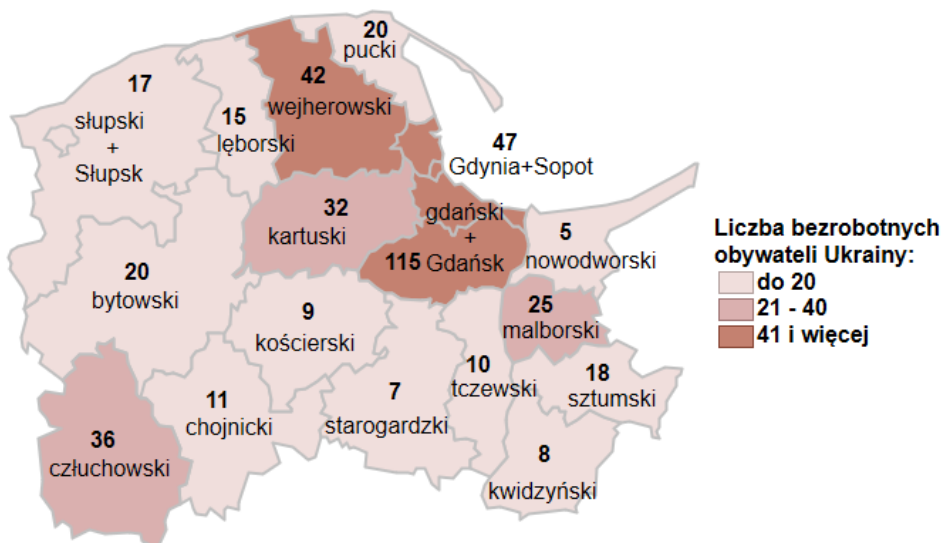 20
pucki
42
wejherowski
17
słupski
+
Słupsk
15
lęborski
47
Gdynia+Sopot
32
kartuski
gdański
+
115 Gdańsk
5
nowodworski
20
bytowski
9
kościerski
25
malborski
10
tczewski
18
sztumski
11
chojnicki
7
starogardzki
36
człuchowski
8
kwidzyński
Liczba bezrobotnych
obywateli Ukrainy:
do 20
21 - 40
41 i więcej